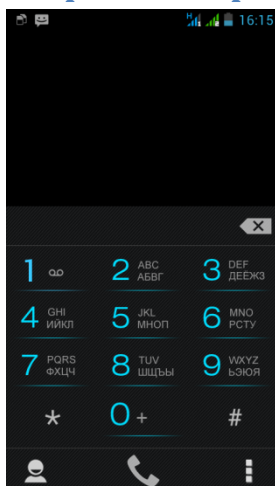 H 16:15
1 2 ABC 3 DEF
АБВГ ДЕЁЖЗ
4 GHI 5 JKL 6 MNO
ИЙКЛ МНОП РСТУ
7 PQRS 8 TUV 9 WXYZ
ФХЦЧ ШЩЪЫ ЬЭЮЯ
* 0 + #